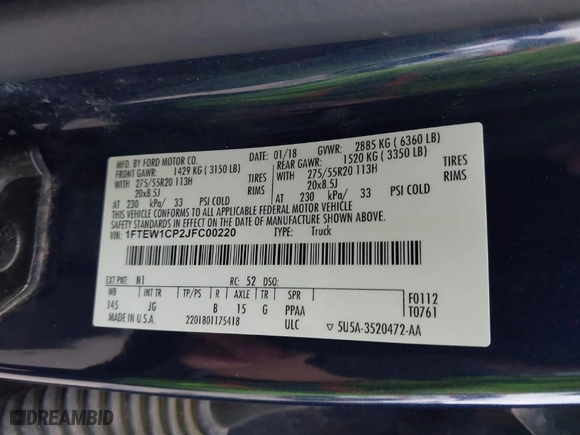 MFD. BY FORD MOTOR CO.
DATE: 01/18 GVWR: 2885 KG ( 6360 LB)
FRONT GAWR: 1429 KG ( 3150 LB)
REAR GAWR: 1520 KG ( 3350 LB)
WITH 275/55R20 113H TIRES
WITH 275/55R20 113H TIRES
20x8.5J RIMS
20x8.5J RIMS
AT 230 kPa/ 33 PSI COLD
AT 230 kPa/ 33 PSI COLD
THIS VEHICLE CONFORMS TO ALL APPLICABLE FEDERAL MOTOR VEHICLE
SAFETY STANDARDS IN EFFECT ON THE DATE OF MANUFACTURE SHOWN ABOVE.
VIN: 1FTEW1CP2JFC00220 TYPE: Truck
EXT PNT: N1 RC: 52 DSO:
WB INT TR TP/PS R AXLE TR SPR
145 JG B 15 G PPAA
F0112
T0761
MADE IN U.S.A. 2201801175418 ULC ▽ 5U5A-3520472-AA
DREAMBID